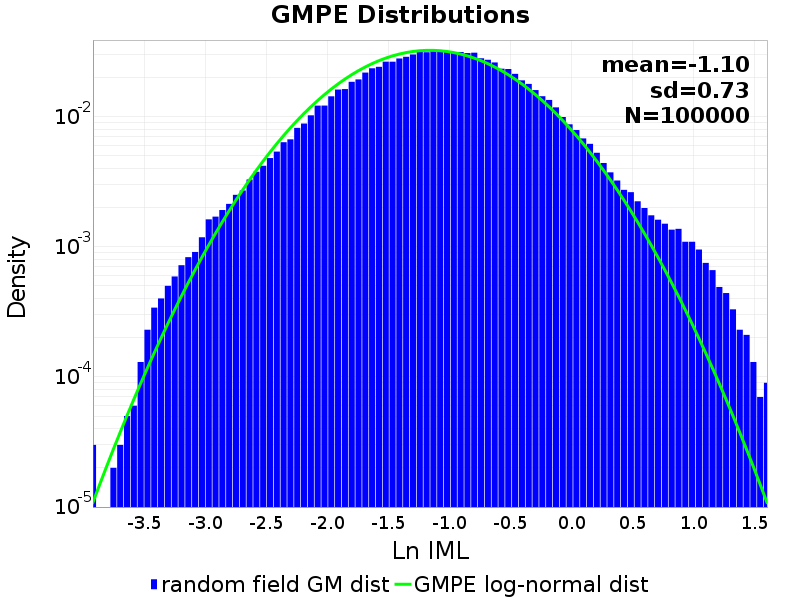 GMPE Distributions
mean=-1.10
sd=0.73
N=100000
10-2
10-3
10-4
10-5
Density
-3.5 -3.0 -2.5 -2.0 -1.5 -1.0 -0.5 0.0 0.5 1.0 1.5
Ln IML
random field GM dist GMPE log-normal dist